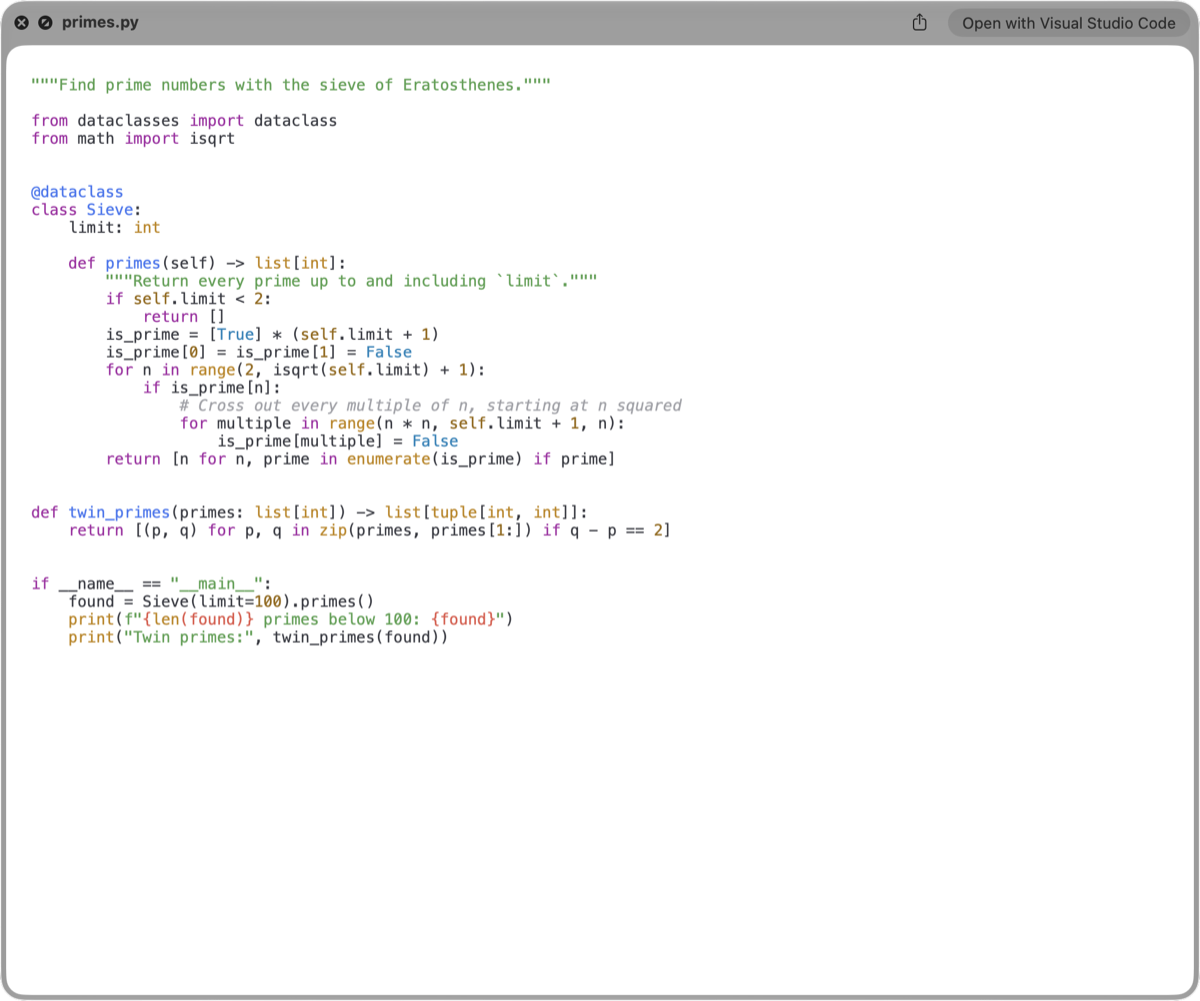 primes.py
Open with Visual Studio Code
"""Find prime numbers with the sieve of Eratosthenes."""
from dataclasses import dataclass
from math import isqrt
@dataclass
class Sieve:
    limit: int
    def primes(self) -> list[int]:
        """Return every prime up to and including `limit`."""
        if self.limit < 2:
            return []
        is_prime = [True] * (self.limit + 1)
        is_prime[0] = is_prime[1] = False
        for n in range(2, isqrt(self.limit) + 1):
            if is_prime[n]:
                # Cross out every multiple of n, starting at n squared
                for multiple in range(n * n, self.limit + 1, n):
                    is_prime[multiple] = False
        return [n for n, prime in enumerate(is_prime) if prime]
def twin_primes(primes: list[int]) -> list[tuple[int, int]]:
    return [(p, q) for p, q in zip(primes, primes[1:]) if q - p == 2]
if __name__ == "__main__":
    found = Sieve(limit=100).primes()
    print(f"{len(found)} primes below 100: {found}")
    print("Twin primes:", twin_primes(found))